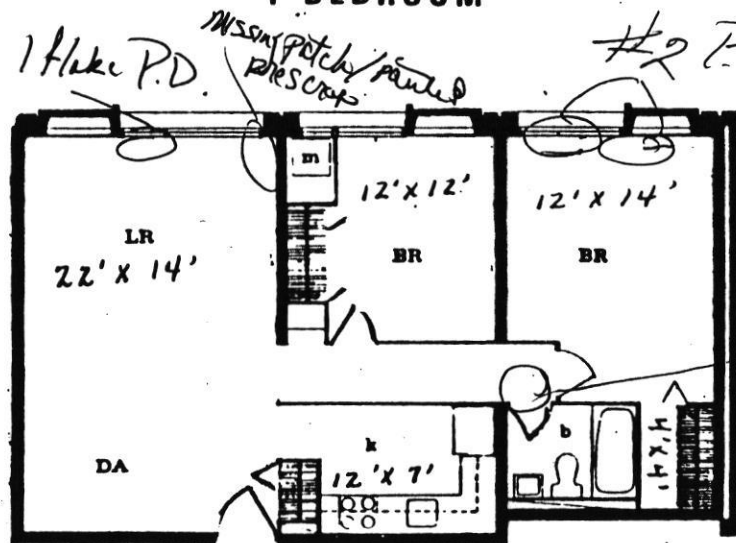 BEDROOM
1 flake P.D.
missing patch/painted
#2 P
m
12' X 12'
12' X 14'
LR
BR
BR
22' X 14'
DA
k
b
12' X 7'
4' X 4'